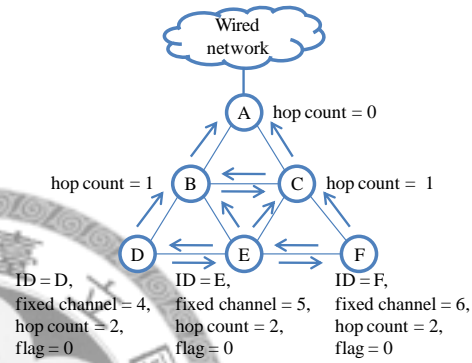 Wired
network
A
hop count = 0
hop count = 1
B
C
hop count = 1
D
E
F
ID = D,
fixed channel = 4,
hop count = 2,
flag = 0
ID = E,
fixed channel = 5,
hop count = 2,
flag = 0
ID = F,
fixed channel = 6,
hop count = 2,
flag = 0